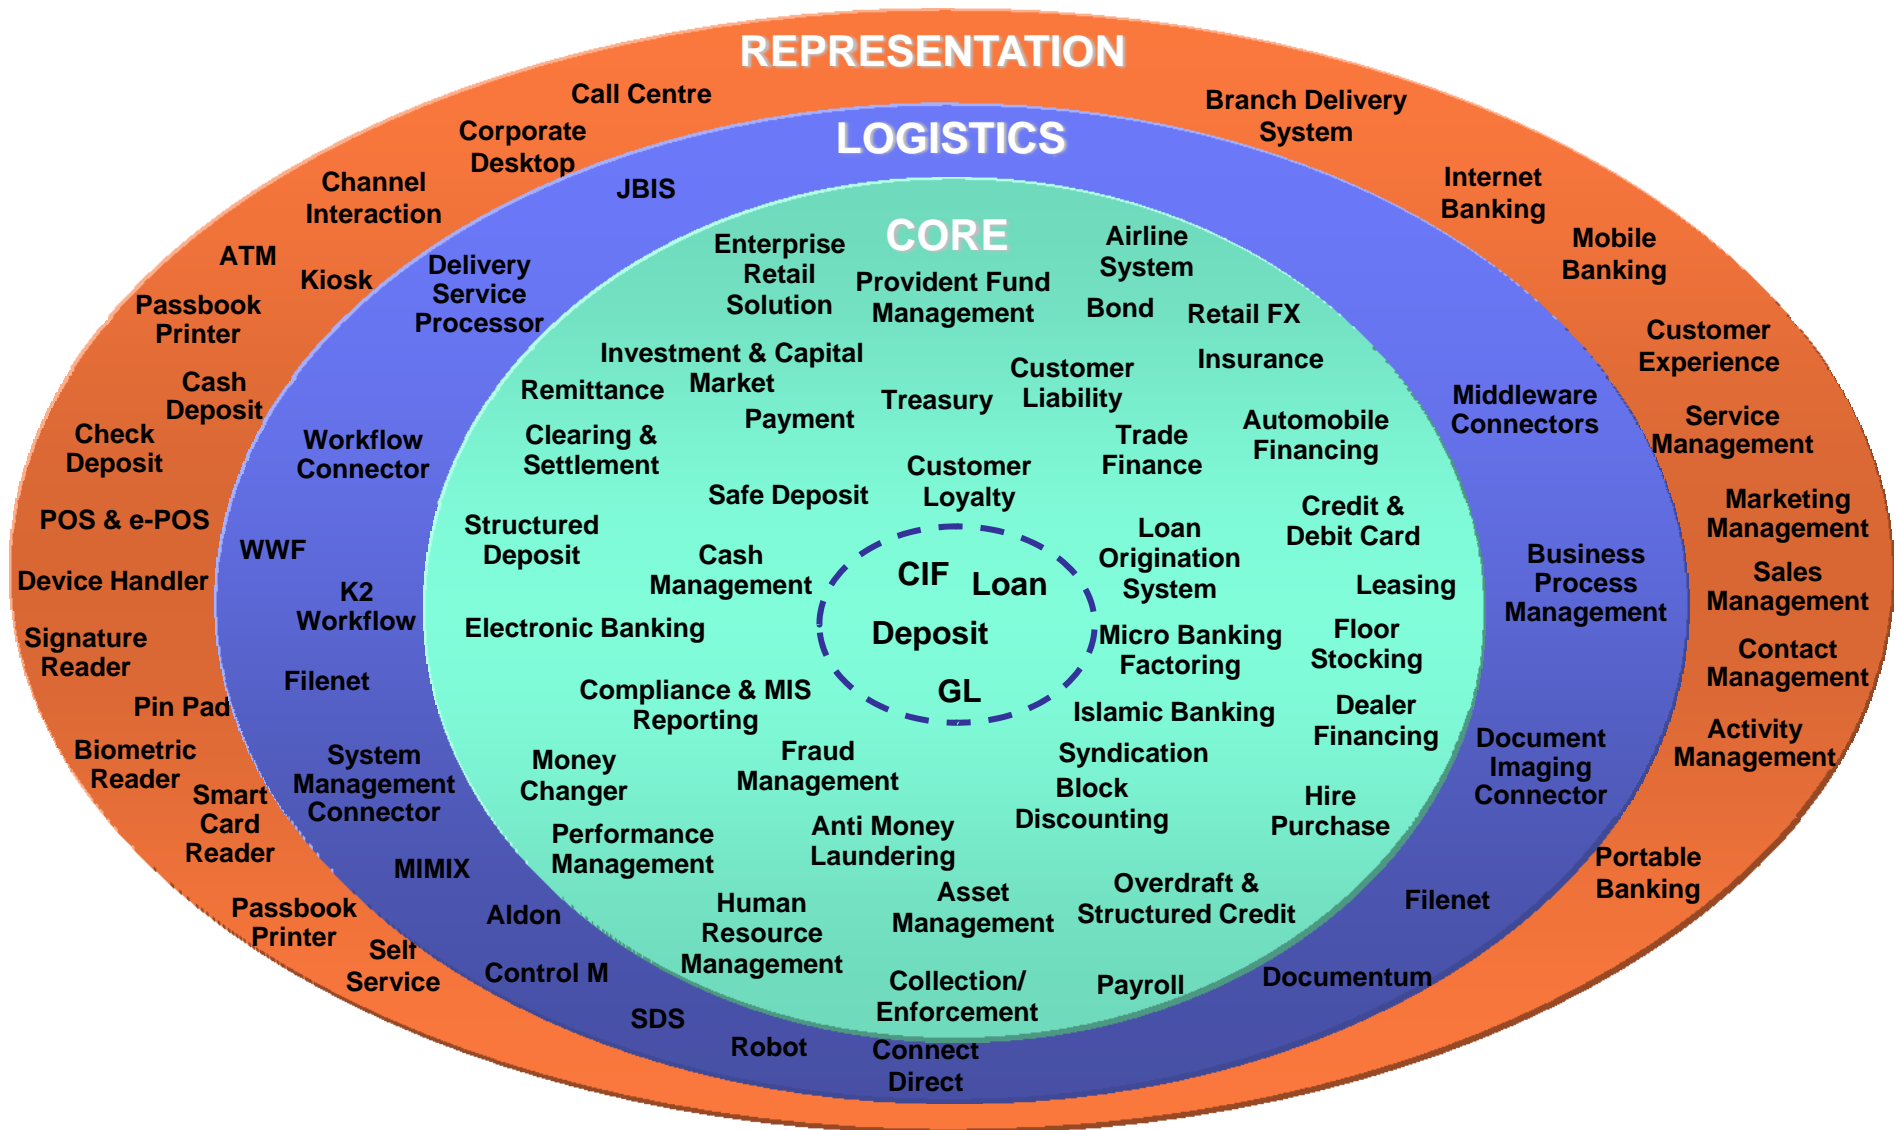 REPRESENTATION
Call Centre
Corporate
Desktop
Channel
Interaction
ATM
Kiosk
Passbook
Printer
Cash
Deposit
Check
Deposit
POS & e-POS
Device Handler
Signature
Reader
Pin Pad
Biometric
Reader
Smart
Card
Reader
Passbook
Printer
Self
Service
Branch Delivery
System
Internet
Banking
Mobile
Banking
Customer
Experience
Service
Management
Marketing
Management
Sales
Management
Contact
Management
Activity
Management
Portable
Banking
LOGISTICS
JBIS
Delivery
Service
Processor
Workflow
Connector
WWF
K2
Workflow
Filenet
System
Management
Connector
MIMIX
Aldon
Control M
SDS
Robot
Connect
Direct
Middleware
Connectors
Business
Process
Management
Document
Imaging
Connector
Filenet
Documentum
CORE
Enterprise
Retail
Solution
Provident Fund
Management
Airline
System
Bond
Retail FX
Investment & Capital
Market
Remittance
Payment
Treasury
Customer
Liability
Insurance
Clearing &
Settlement
Trade
Finance
Automobile
Financing
Safe Deposit
Customer
Loyalty
Structured
Deposit
Cash
Management
Loan
Origination
System
Credit &
Debit Card
Leasing
Electronic Banking
CIF
Loan
Deposit
GL
Micro Banking
Factoring
Floor
Stocking
Compliance & MIS
Reporting
Islamic Banking
Dealer
Financing
Money
Changer
Fraud
Management
Syndication
Block
Discounting
Hire
Purchase
Performance
Management
Anti Money
Laundering
Human
Resource
Management
Asset
Management
Overdraft &
Structured Credit
Collection/
Enforcement
Payroll